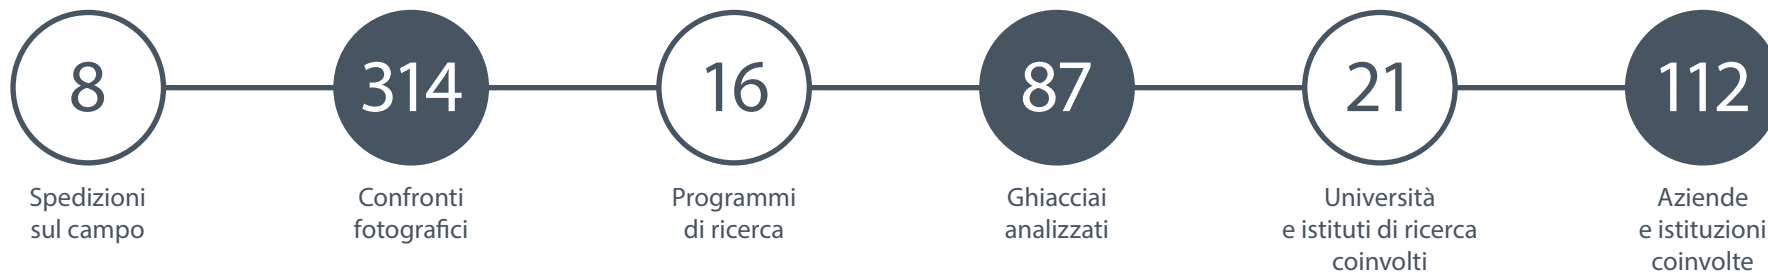 8
314
16
87
21
112
Spedizioni
sul campo
Confronti
fotografici
Programmi
di ricerca
Ghiacciai
analizzati
Università
e istituti di ricerca
coinvolti
Aziende
e istituzioni
coinvolte